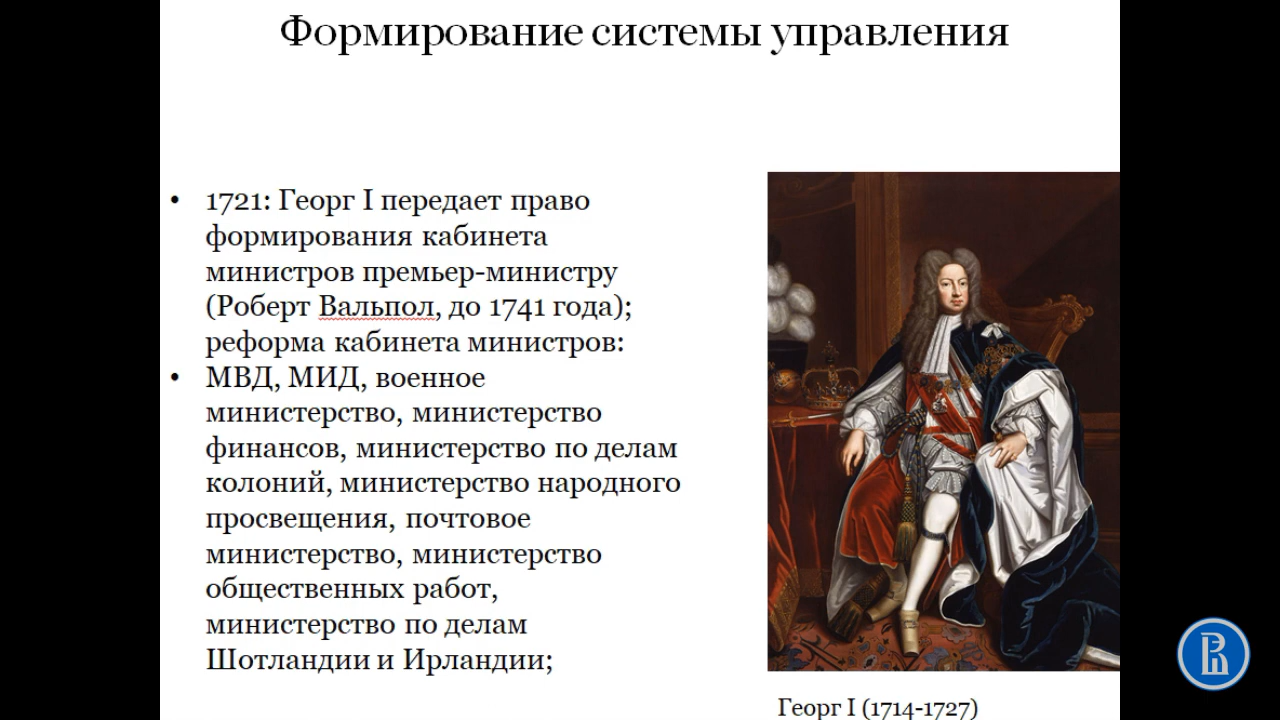 Формирование системы управления
• 1721: Георг I передает право
формирования кабинета
министров премьер-министру
(Роберт Вальпол, до 1741 года);
реформа кабинета министров:
• МВД, МИД, военное
министерство, министерство
финансов, министерство по делам
колоний, министерство народного
просвещения, почтовое
министерство, министерство
общественных работ,
министерство по делам
Шотландии и Ирландии;
Георг I (1714-1727)